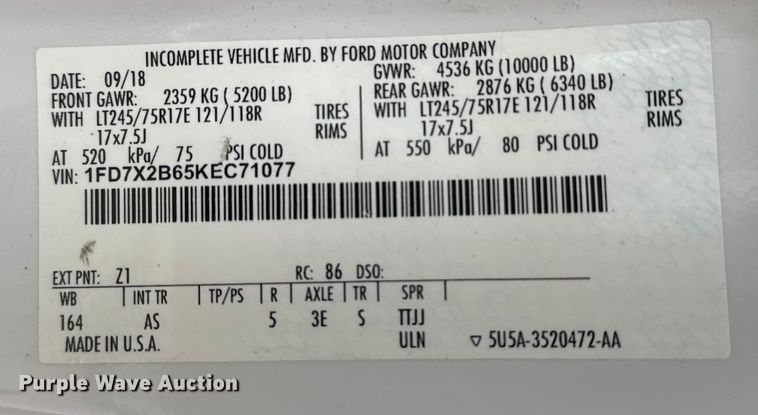 INCOMPLETE VEHICLE MFD. BY FORD MOTOR COMPANY
DATE: 09/18 GVWR: 4536 KG (10000 LB)
FRONT GAWR: 2359 KG ( 5200 LB) REAR GAWR: 2876 KG ( 6340 LB)
WITH LT245/75R17E 121/118R TIRES WITH LT245/75R17E 121/118R TIRES
17x7.5J RIMS 17x7.5J RIMS
AT 520 kPa/ 75 PSI COLD AT 550 kPa/ 80 PSI COLD
VIN: 1FD7X2B65KEC71077
EXT PNT: Z1 RC: 86 DSO:
WB INT TR TP/PS R AXLE TR SPR
164 AS 5 3E S TTJJ
MADE IN U.S.A. ULN ▽ 5U5A-3520472-AA
Purple Wave Auction